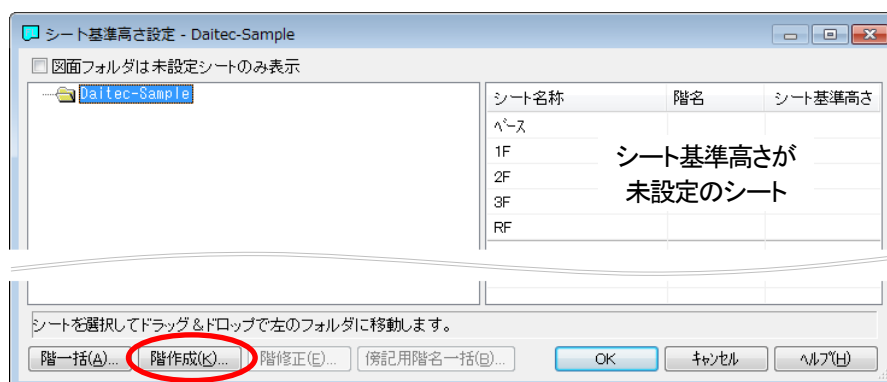 シート基準高さ設定 - Daitec-Sample
図面フォルダは未設定シートのみ表示
Daitec-Sample
シート名称 階名 シート基準高さ
ﾍﾞｰｽ
1F
2F
3F
RF
シート基準高さが
未設定のシート
シートを選択してドラッグ&ドロップで左のフォルダに移動します。
階一括(A)... 階作成(K)... 階修正(E)... 傍記用階名一括(B)... OK ｷｬﾝｾﾙ ﾍﾙﾌﾟ(H)